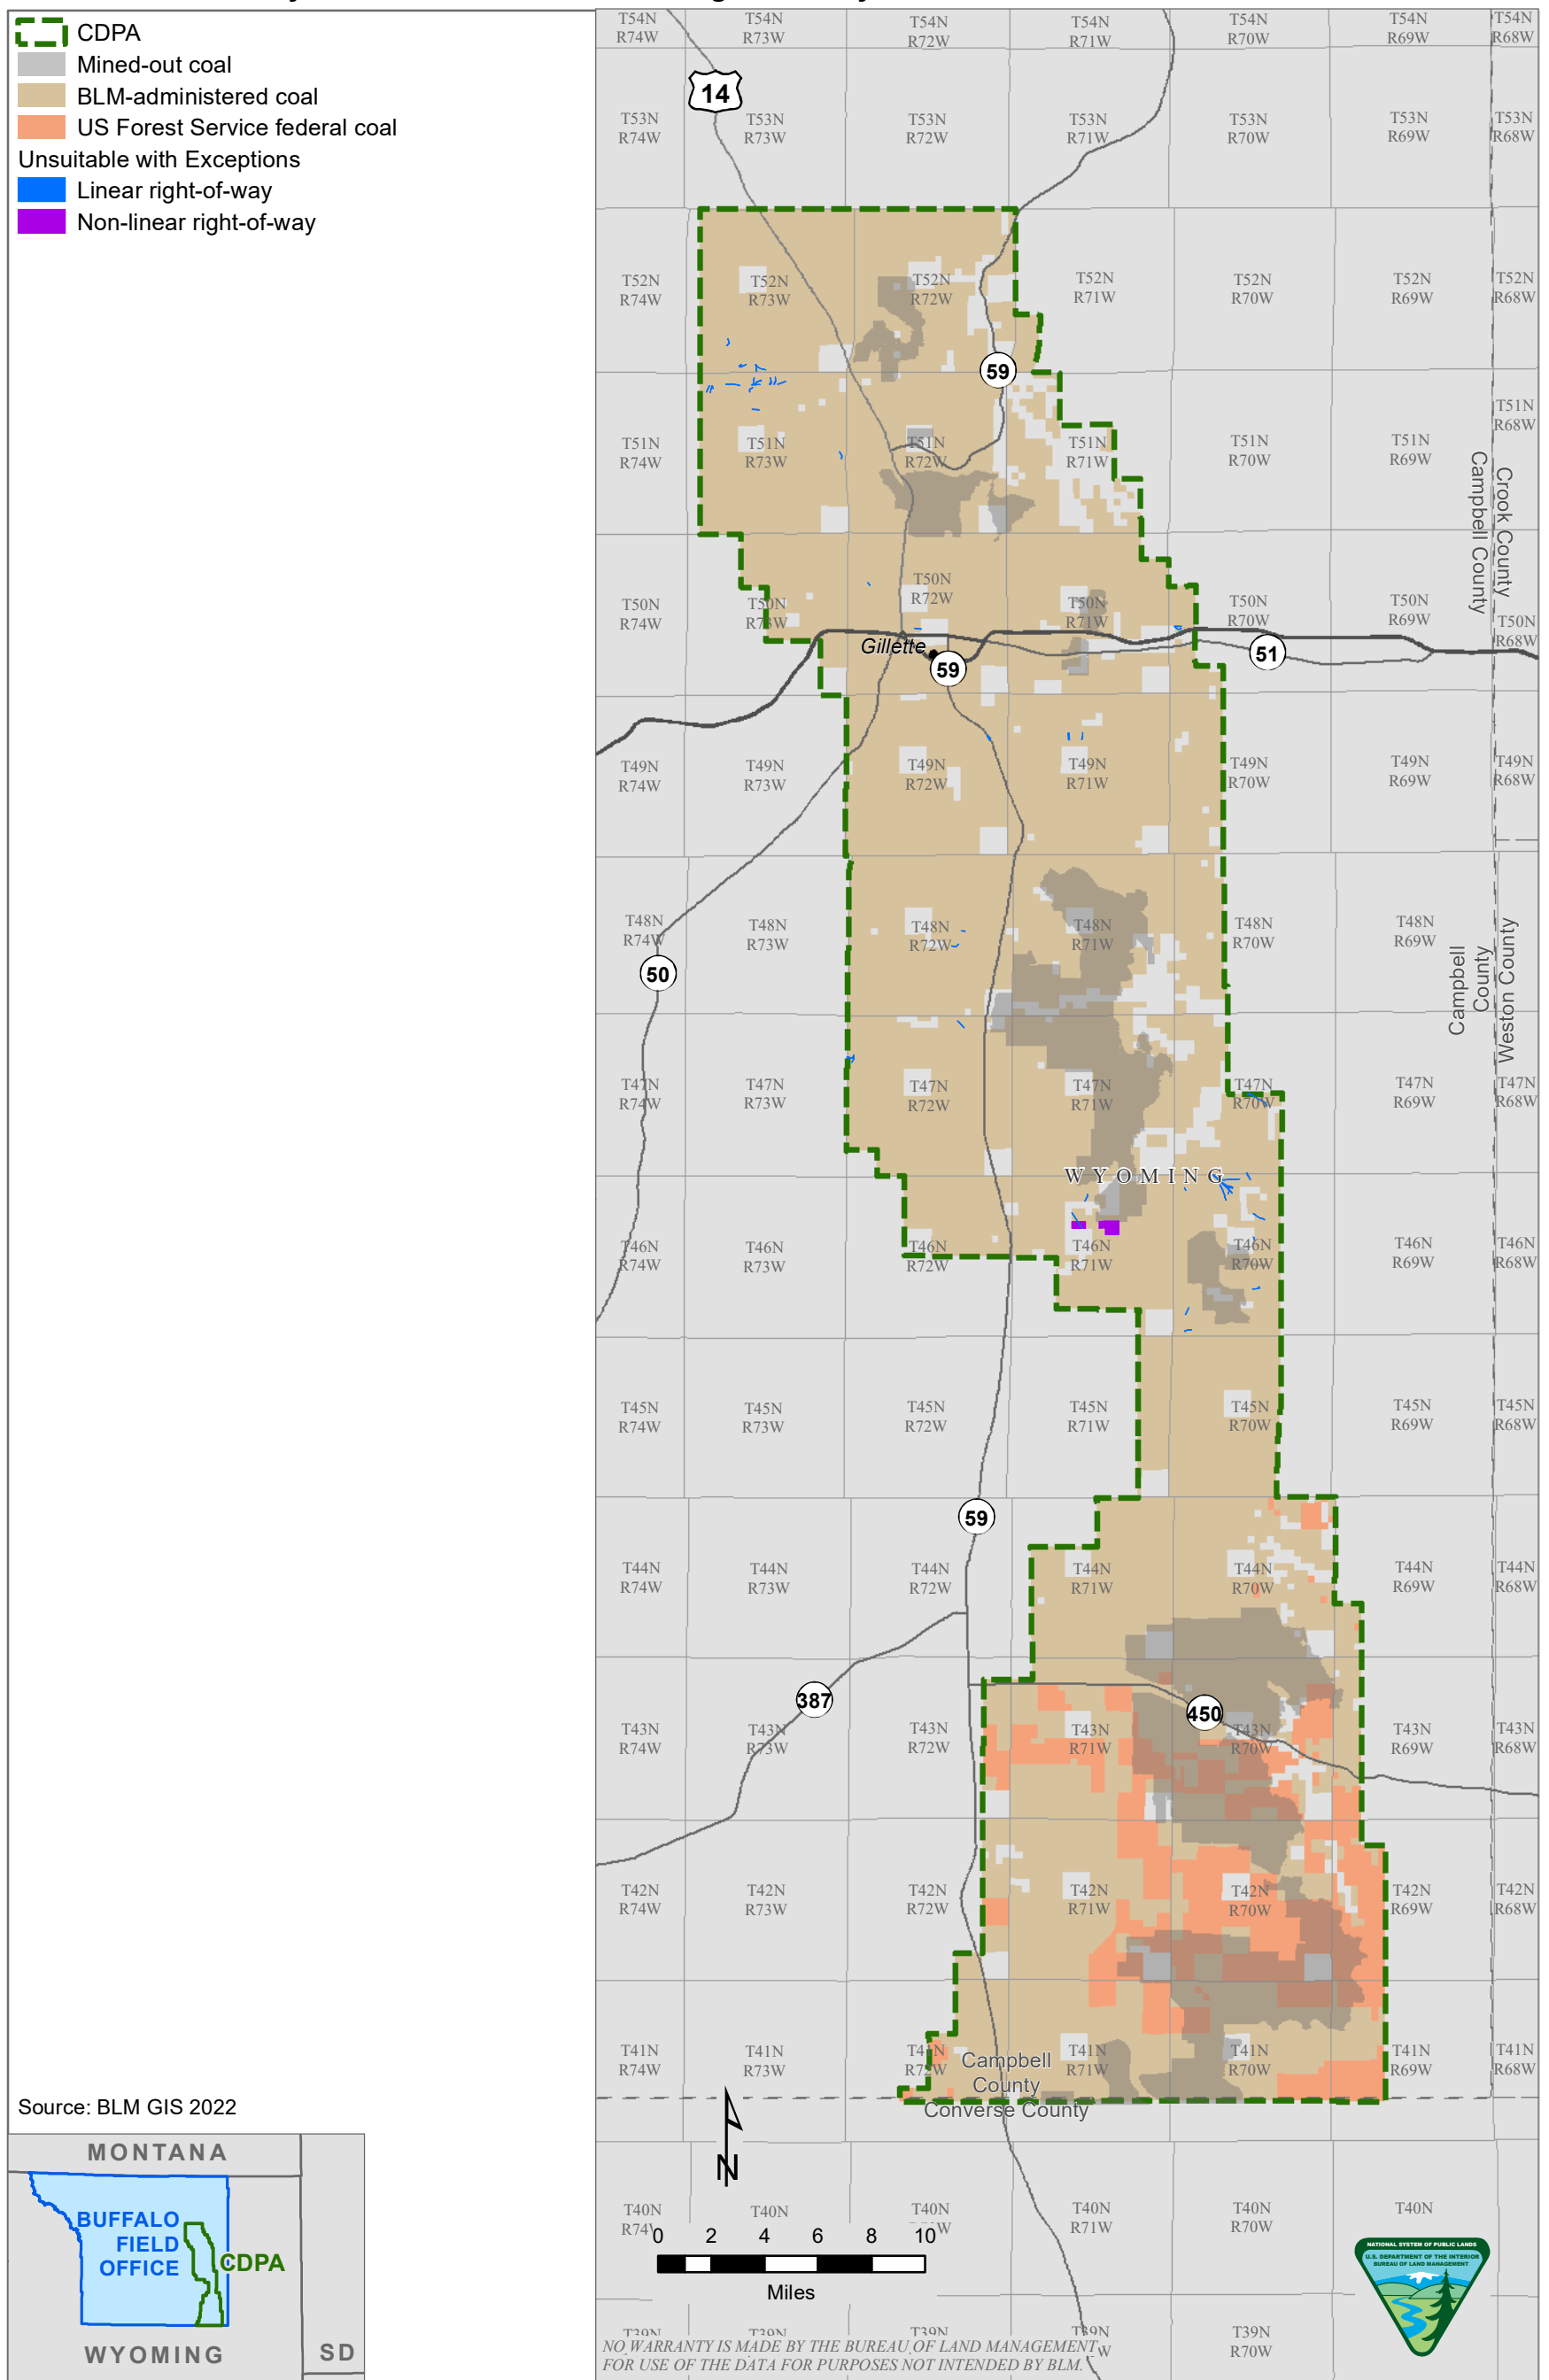 CDPA
Mined-out coal
BLM-administered coal
US Forest Service federal coal
Unsuitable with Exceptions
Linear right-of-way
Non-linear right-of-way
T54N
R74W
T54N
R73W
T54N
R72W
T54N
R71W
T54N
R70W
T54N
R69W
T54N
R68W
14
T53N
R74W
T53N
R73W
T53N
R72W
T53N
R71W
T53N
R70W
T53N
R69W
T53N
R68W
T52N
R74W
T52N
R73W
T52N
R72W
T52N
R71W
T52N
R70W
T52N
R69W
T52N
R68W
59
T51N
R74W
T51N
R73W
T51N
R72W
T51N
R71W
T51N
R70W
T51N
R69W
T51N
R68W
Campbell County
Crook County
T50N
R74W
T50N
R73W
T50N
R72W
T50N
R71W
T50N
R70W
T50N
R69W
T50N
R68W
Gillette
59
51
T49N
R74W
T49N
R73W
T49N
R72W
T49N
R71W
T49N
R70W
T49N
R69W
T49N
R68W
T48N
R74W
T48N
R73W
T48N
R72W
T48N
R71W
T48N
R70W
T48N
R69W
50
Campbell
County
Weston County
T47N
R74W
T47N
R73W
T47N
R72W
T47N
R71W
T47N
R70W
T47N
R69W
T47N
R68W
WYOMING
T46N
R74W
T46N
R73W
T46N
R72W
T46N
R71W
T46N
R70W
T46N
R69W
T46N
R68W
T45N
R74W
T45N
R73W
T45N
R72W
T45N
R71W
T45N
R70W
T45N
R69W
T45N
R68W
59
T44N
R74W
T44N
R73W
T44N
R72W
T44N
R71W
T44N
R70W
T44N
R69W
T44N
R68W
387
450
T43N
R74W
T43N
R73W
T43N
R72W
T43N
R71W
T43N
R70W
T43N
R69W
T43N
R68W
T42N
R74W
T42N
R73W
T42N
R72W
T42N
R71W
T42N
R70W
T42N
R69W
T42N
R68W
T41N
R74W
T41N
R73W
T41N
R72W
T41N
R71W
T41N
R70W
T41N
R69W
T41N
R68W
Campbell
County
Converse County
Source: BLM GIS 2022
N
T40N
T40N
T40N
T40N
R71W
T40N
R70W
T40N
0 2 4 6 8 10
Miles
T39N
R70W
NO WARRANTY IS MADE BY THE BUREAU OF LAND MANAGEMENT
FOR USE OF THE DATA FOR PURPOSES NOT INTENDED BY BLM.
NATIONAL SYSTEM OF PUBLIC LANDS
U.S. DEPARTMENT OF THE INTERIOR
BUREAU OF LAND MANAGEMENT
MONTANA
BUFFALO
FIELD
OFFICE
CDPA
WYOMING
SD